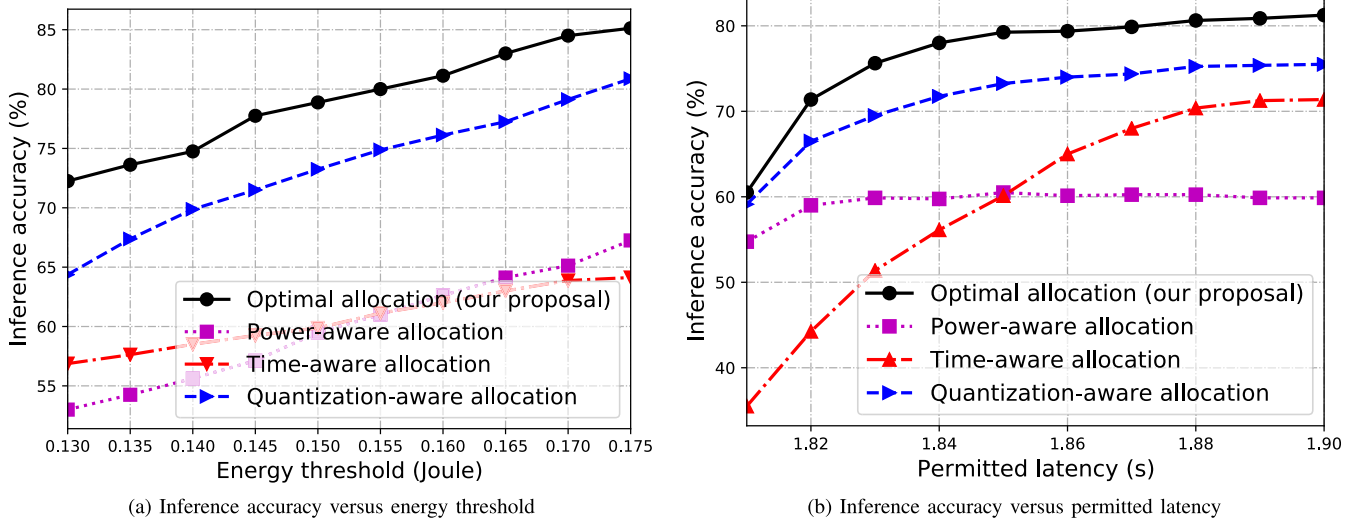 Inference accuracy (%)
85
80
75
70
65
60
55
Optimal allocation (our proposal)
Power-aware allocation
Time-aware allocation
Quantization-aware allocation
0.130 0.135 0.140 0.145 0.150 0.155 0.160 0.165 0.170 0.175
Energy threshold (Joule)
(a) Inference accuracy versus energy threshold
Inference accuracy (%)
80
70
60
50
40
Optimal allocation (our proposal)
Power-aware allocation
Time-aware allocation
Quantization-aware allocation
1.82 1.84 1.86 1.88 1.90
Permitted latency (s)
(b) Inference accuracy versus permitted latency